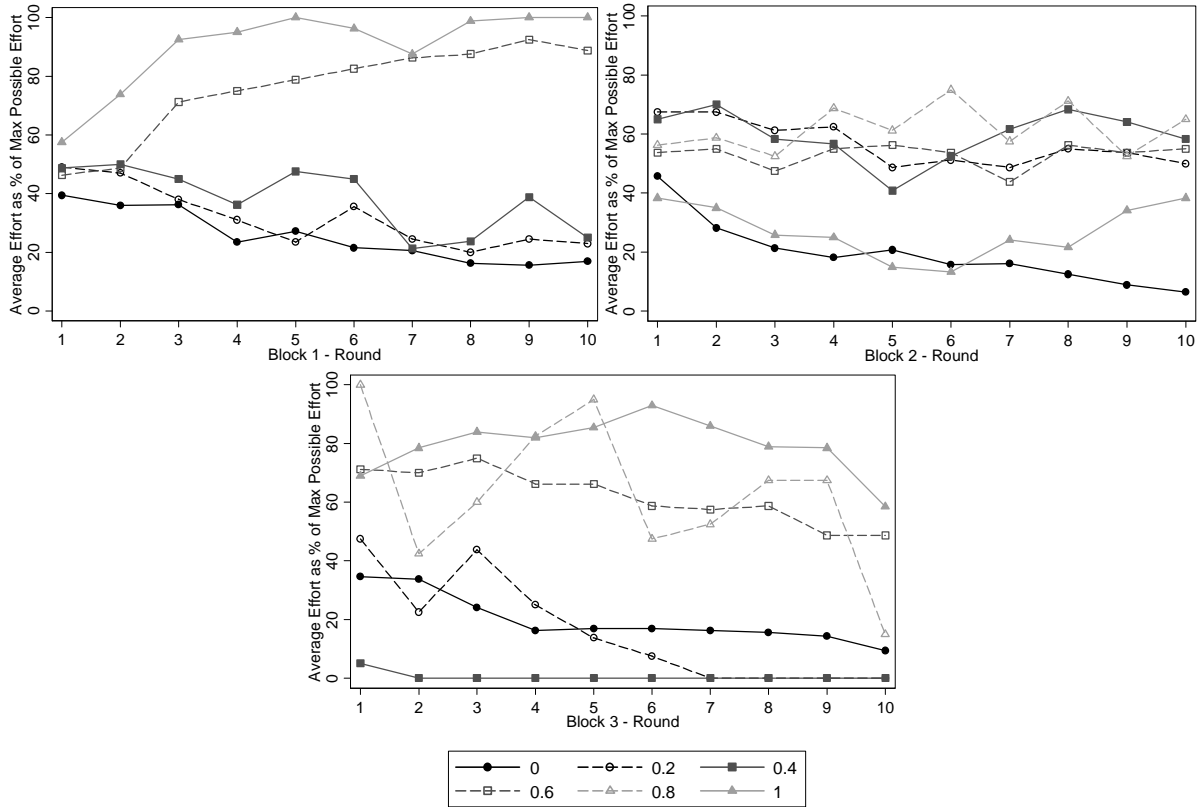 Average Effort as % of Max Possible Effort
100
80
60
40
20
0
1 2 3 4 5 6 7 8 9 10
Block 1 - Round
Average Effort as % of Max Possible Effort
100
80
60
40
20
0
1 2 3 4 5 6 7 8 9 10
Block 2 - Round
Average Effort as % of Max Possible Effort
100
80
60
40
20
0
1 2 3 4 5 6 7 8 9 10
Block 3 - Round
0 0.2 0.4
0.6 0.8 1